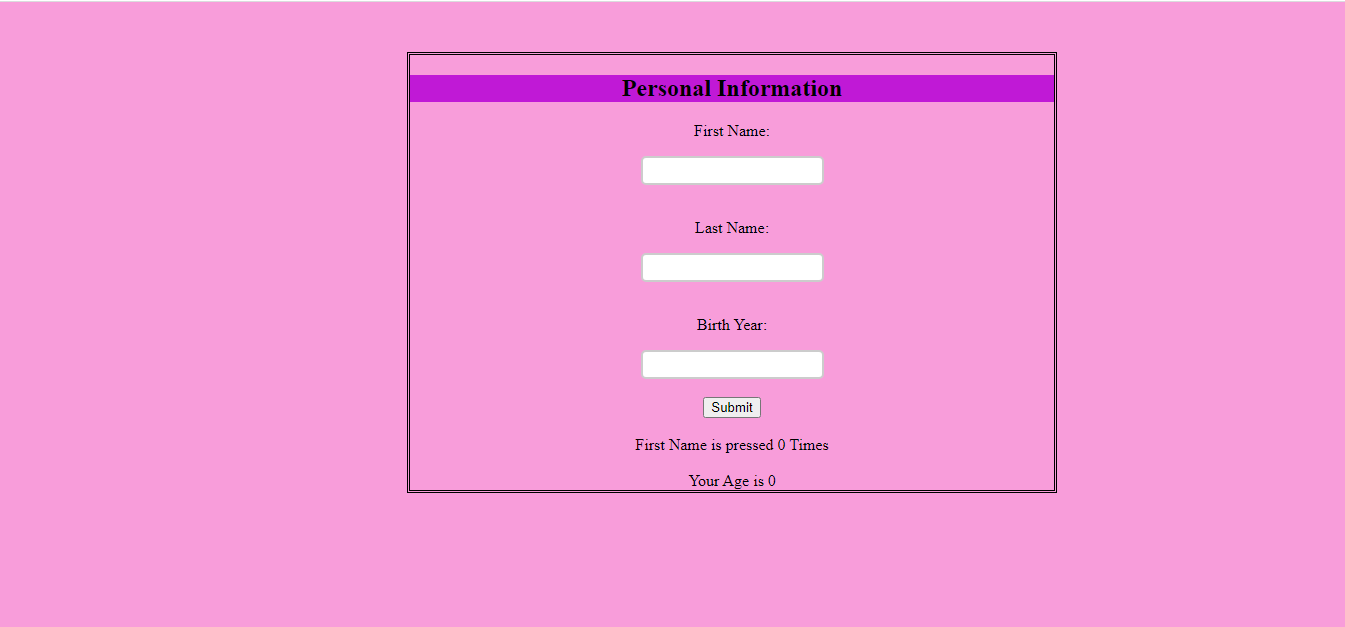 Personal Information
First Name:
Last Name:
Birth Year:
Submit
First Name is pressed 0 Times
Your Age is 0